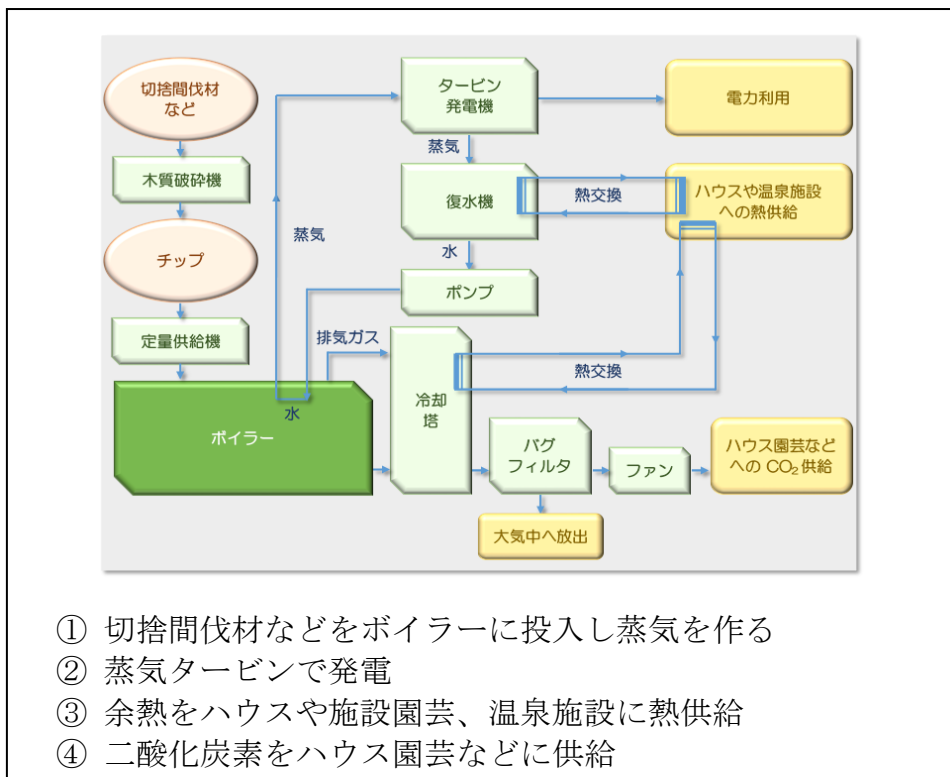 切捨間伐材
など
木質破砕機
チップ
定量供給機
ボイラー
水
蒸気
タービン
発電機
蒸気
復水機
水
ポンプ
排気ガス
冷却
塔
熱交換
熱交換
電力利用
ハウスや温泉施設
への熱供給
バグ
フィルタ
ファン
ハウス園芸など
への CO₂ 供給
大気中へ放出
① 切捨間伐材などをボイラーに投入し蒸気を作る
② 蒸気タービンで発電
③ 余熱をハウスや施設園芸、温泉施設に熱供給
④ 二酸化炭素をハウス園芸などに供給